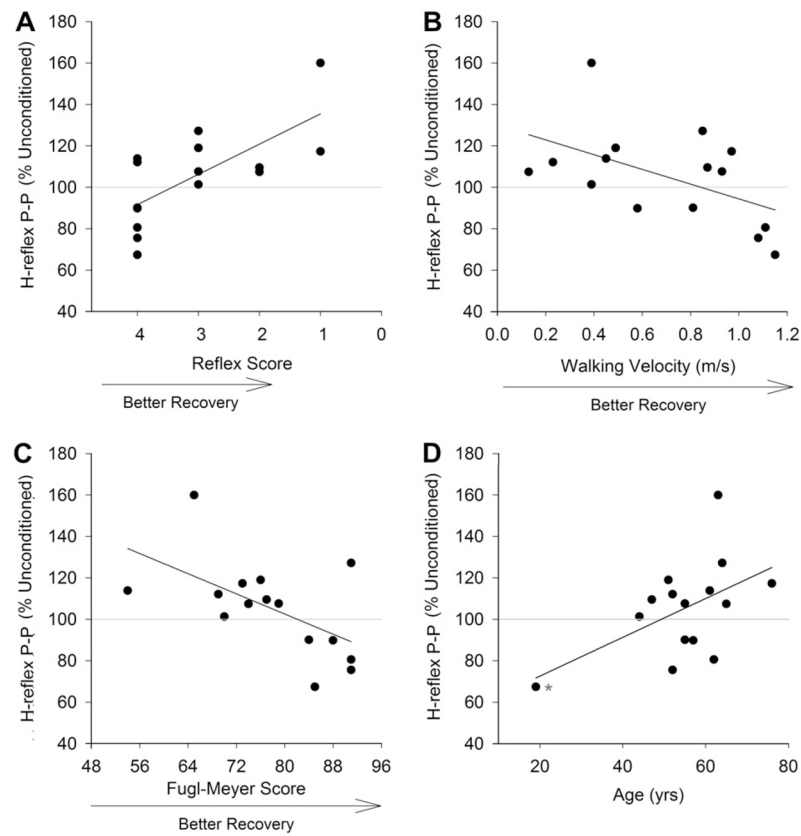 A
H-reflex P-P (% Unconditioned)
180
160
140
120
100
80
60
40
4 3 2 1 0
Reflex Score
Better Recovery
B
H-reflex P-P (% Unconditioned)
180
160
140
120
100
80
60
40
0.0 0.2 0.4 0.6 0.8 1.0 1.2
Walking Velocity (m/s)
Better Recovery
C
H-reflex P-P (% Unconditioned)
180
160
140
120
100
80
60
40
48 56 64 72 79 88 96
Fugl-Meyer Score
Better Recovery
D
H-reflex P-P (% Unconditioned)
180
160
140
120
100
80
60
40
*
20 40 60 80
Age (yrs)